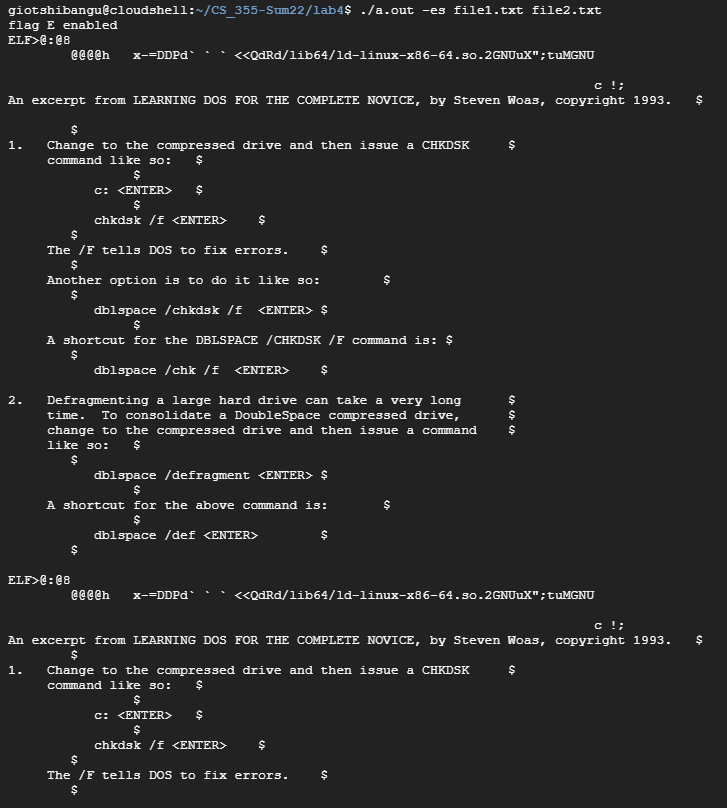 giotshibangu@cloudshell:~/CS_355-Sum22/lab4$ ./a.out -es file1.txt file2.txt
flag E enabled
ELF>@:@8
@@@@h   x-=DDPd` ` ` <<QdRd/lib64/ld-linux-x86-64.so.2GNUuX";tuMGNU
c !;
An excerpt from LEARNING DOS FOR THE COMPLETE NOVICE, by Steven Woas, copyright 1993.   $
$
1.   Change to the compressed drive and then issue a CHKDSK     $
command like so:   $
$
c: <ENTER>   $
$
chkdsk /f <ENTER>    $
$
The /F tells DOS to fix errors.    $
$
Another option is to do it like so:        $
$
dblspace /chkdsk /f  <ENTER> $
$
A shortcut for the DBLSPACE /CHKDSK /F command is: $
$
dblspace /chk /f  <ENTER>    $
2.   Defragmenting a large hard drive can take a very long      $
time.  To consolidate a DoubleSpace compressed drive,      $
change to the compressed drive and then issue a command    $
like so:   $
$
dblspace /defragment <ENTER> $
$
A shortcut for the above command is:       $
$
dblspace /def <ENTER>        $
$
ELF>@:@8
@@@@h   x-=DDPd` ` ` <<QdRd/lib64/ld-linux-x86-64.so.2GNUuX";tuMGNU
c !;
An excerpt from LEARNING DOS FOR THE COMPLETE NOVICE, by Steven Woas, copyright 1993.   $
$
1.   Change to the compressed drive and then issue a CHKDSK     $
command like so:   $
$
c: <ENTER>   $
$
chkdsk /f <ENTER>    $
$
The /F tells DOS to fix errors.    $
$